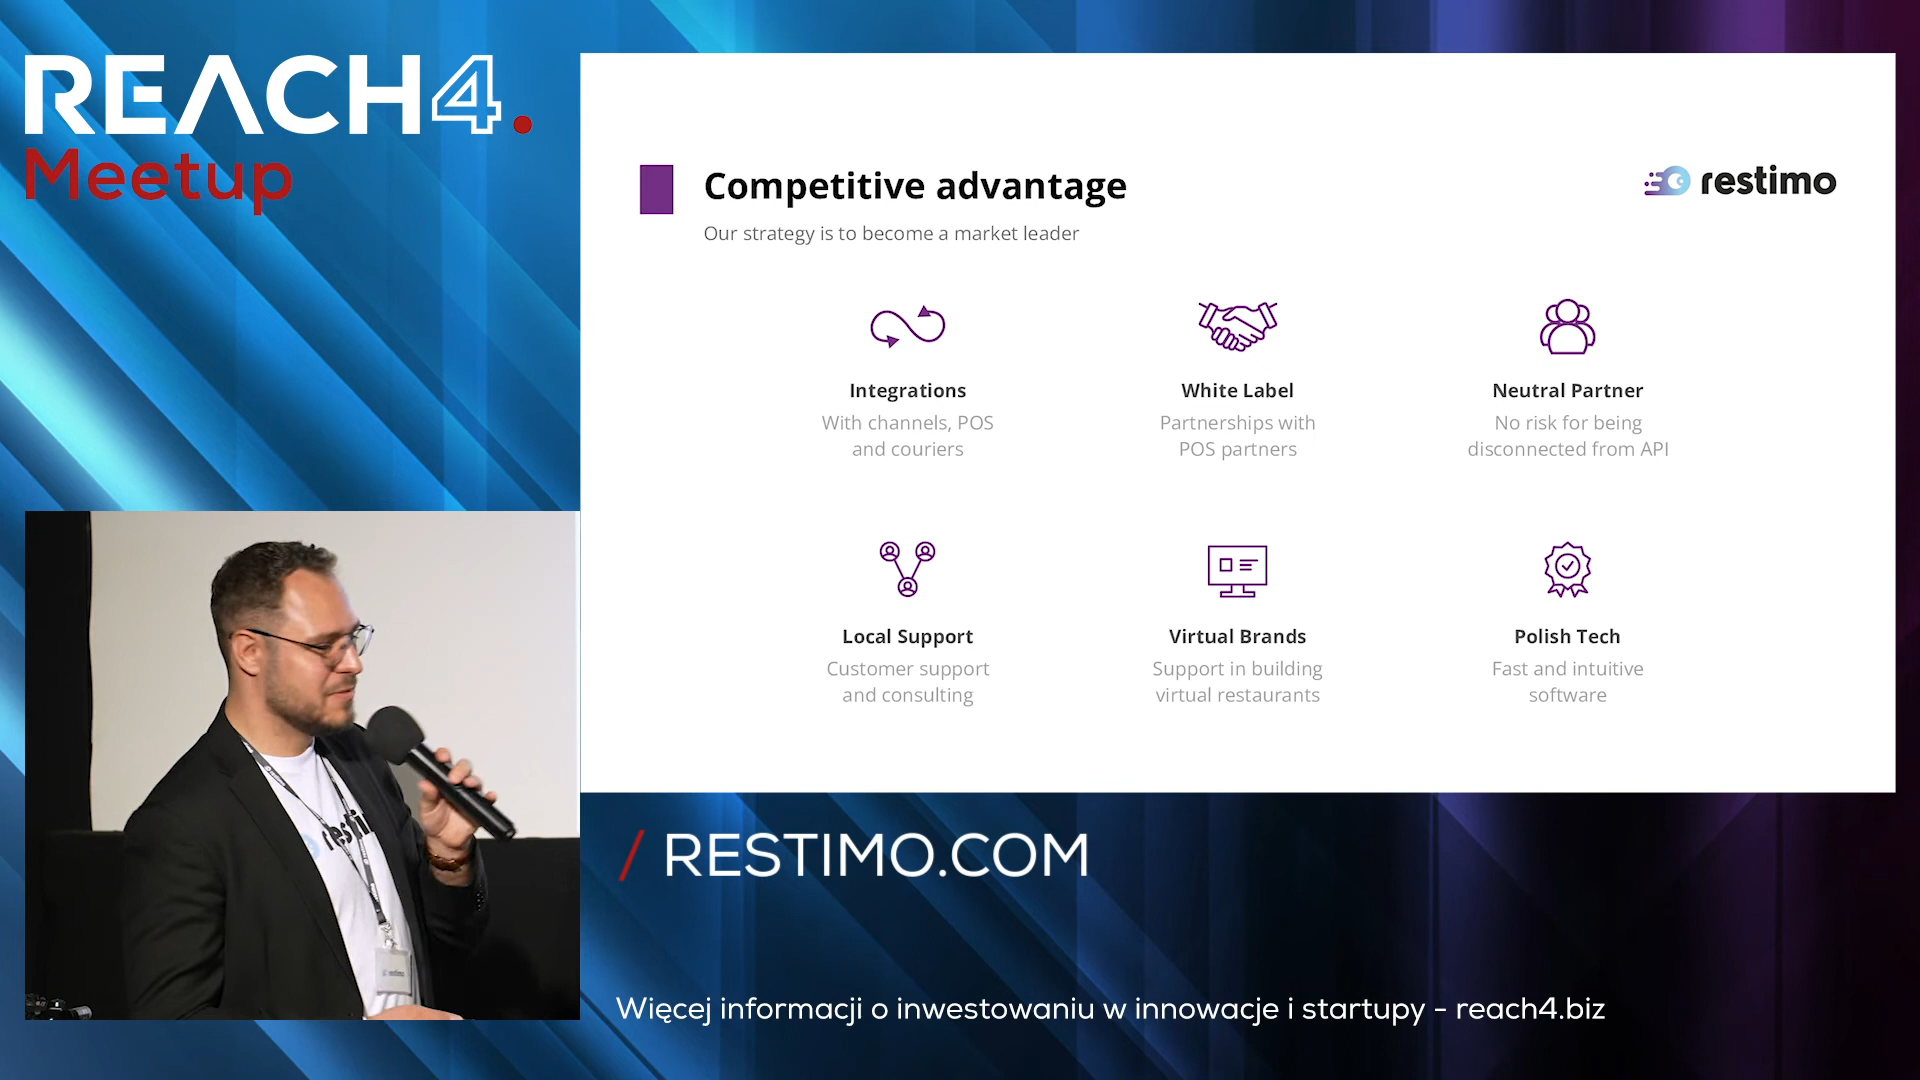 REACH4.
Meetup
Competitive advantage
restimo
Our strategy is to become a market leader
Integrations
With channels, POS
and couriers
White Label
Partnerships with
POS partners
Neutral Partner
No risk for being
disconnected from API
Local Support
Customer support
and consulting
Virtual Brands
Support in building
virtual restaurants
Polish Tech
Fast and intuitive
software
/ RESTIMO.COM
Więcej informacji o inwestowaniu w innowacje i startupy - reach4.biz